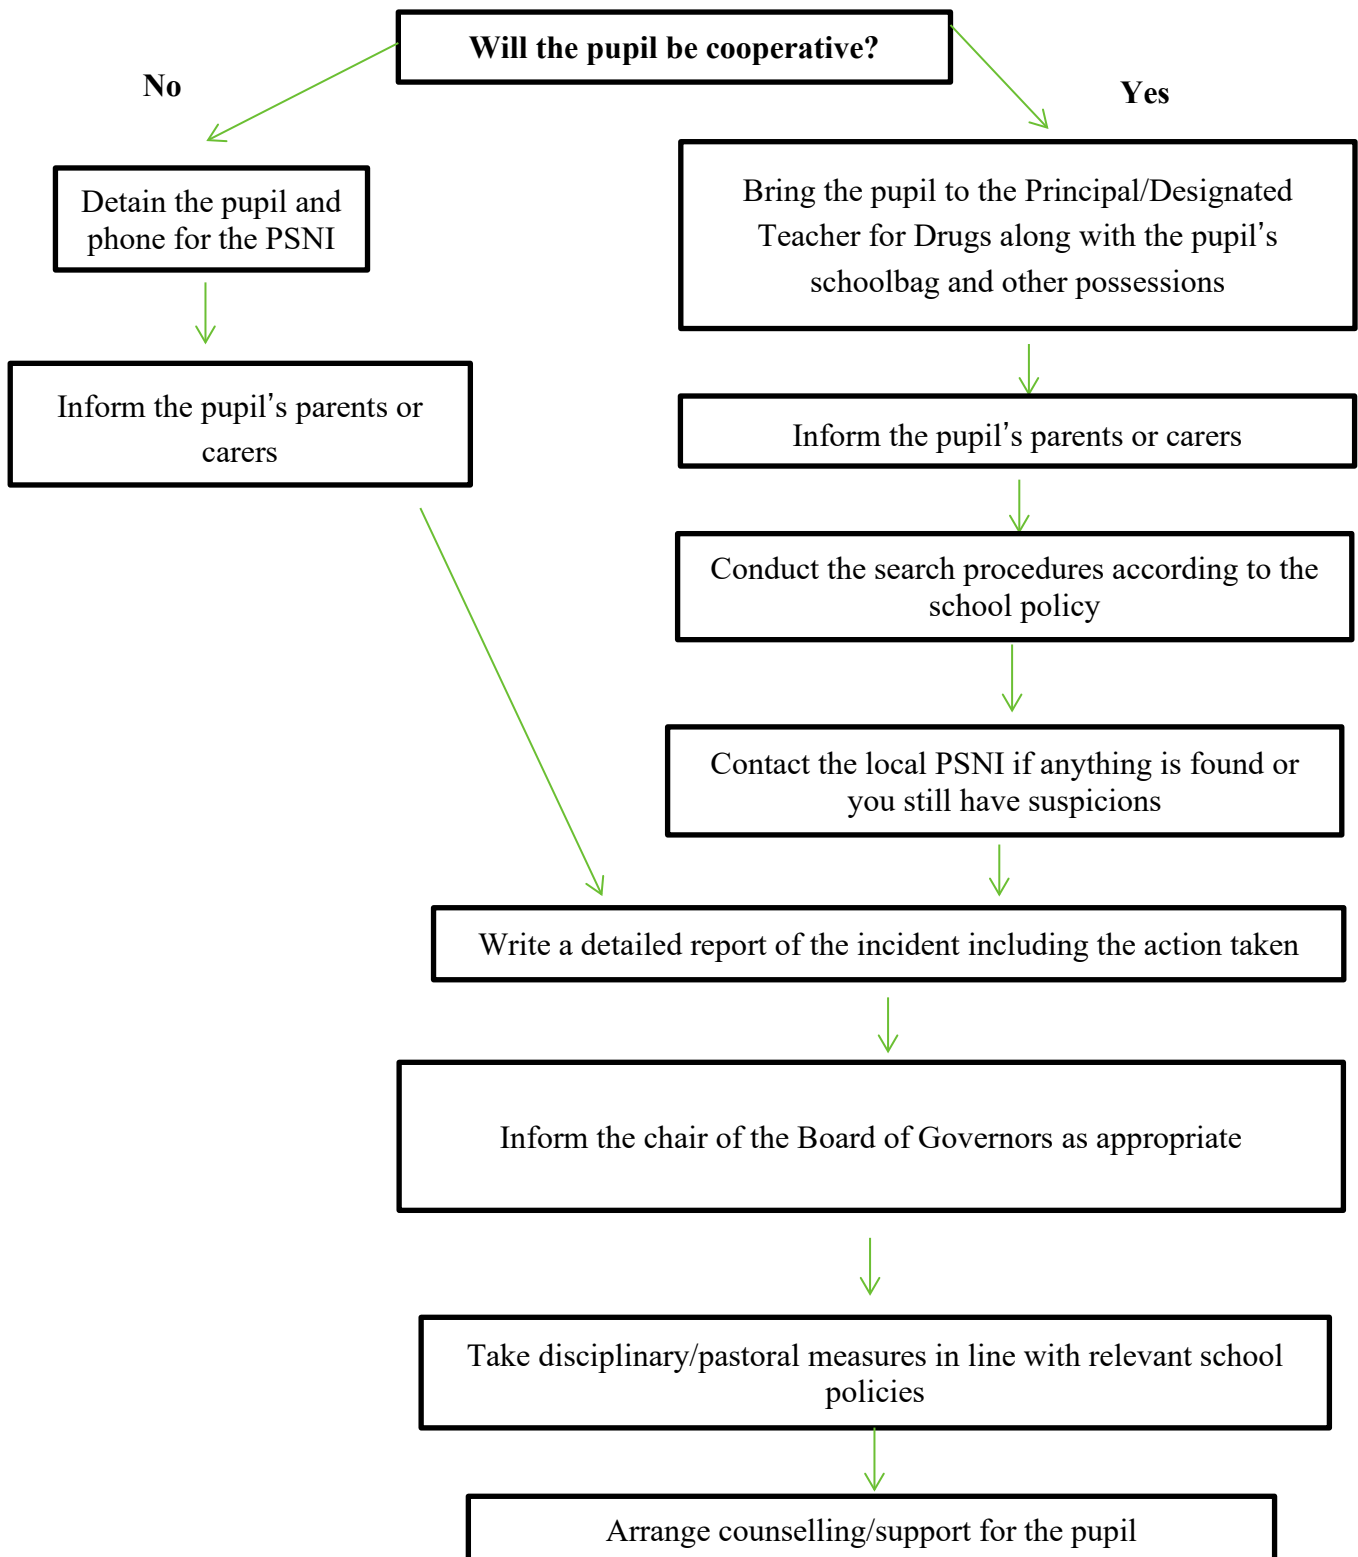 Will the pupil be cooperative?
No
Yes
Detain the pupil and
phone for the PSNI
Bring the pupil to the Principal/Designated
Teacher for Drugs along with the pupil’s
schoolbag and other possessions
Inform the pupil’s parents or
carers
Inform the pupil’s parents or carers
Conduct the search procedures according to the
school policy
Contact the local PSNI if anything is found or
you still have suspicions
Write a detailed report of the incident including the action taken
Inform the chair of the Board of Governors as appropriate
Take disciplinary/pastoral measures in line with relevant school
policies
Arrange counselling/support for the pupil